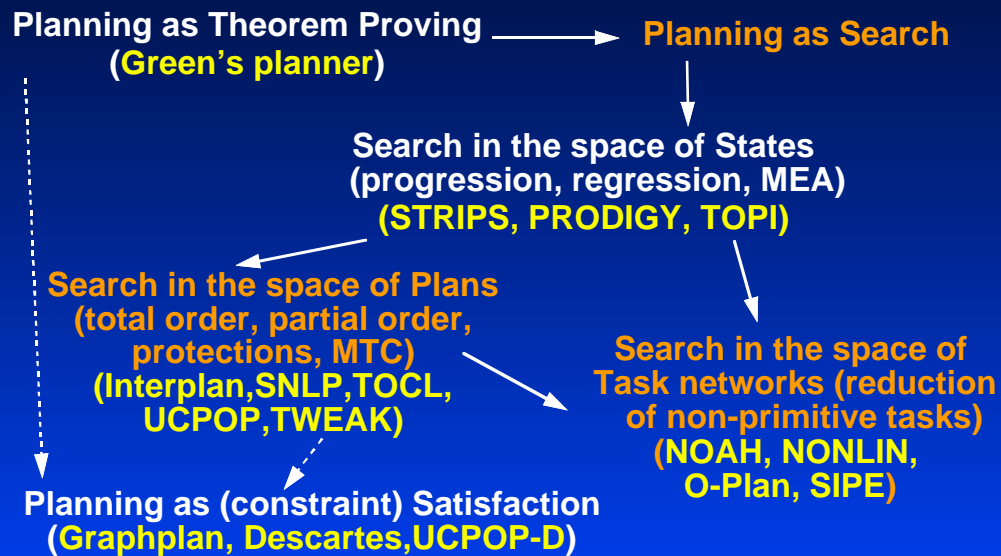 Planning as Theorem Proving
(Green's planner)
Planning as Search
Search in the space of States
(progression, regression, MEA)
(STRIPS, PRODIGY, TOPI)
Search in the space of Plans
(total order, partial order,
protections, MTC)
(Interplan,SNLP,TOCL,
UCPOP,TWEAK)
Search in the space of
Task networks (reduction
of non-primitive tasks)
(NOAH, NONLIN,
O-Plan, SIPE)
Planning as (constraint) Satisfaction
(Graphplan, Descartes,UCPOP-D)